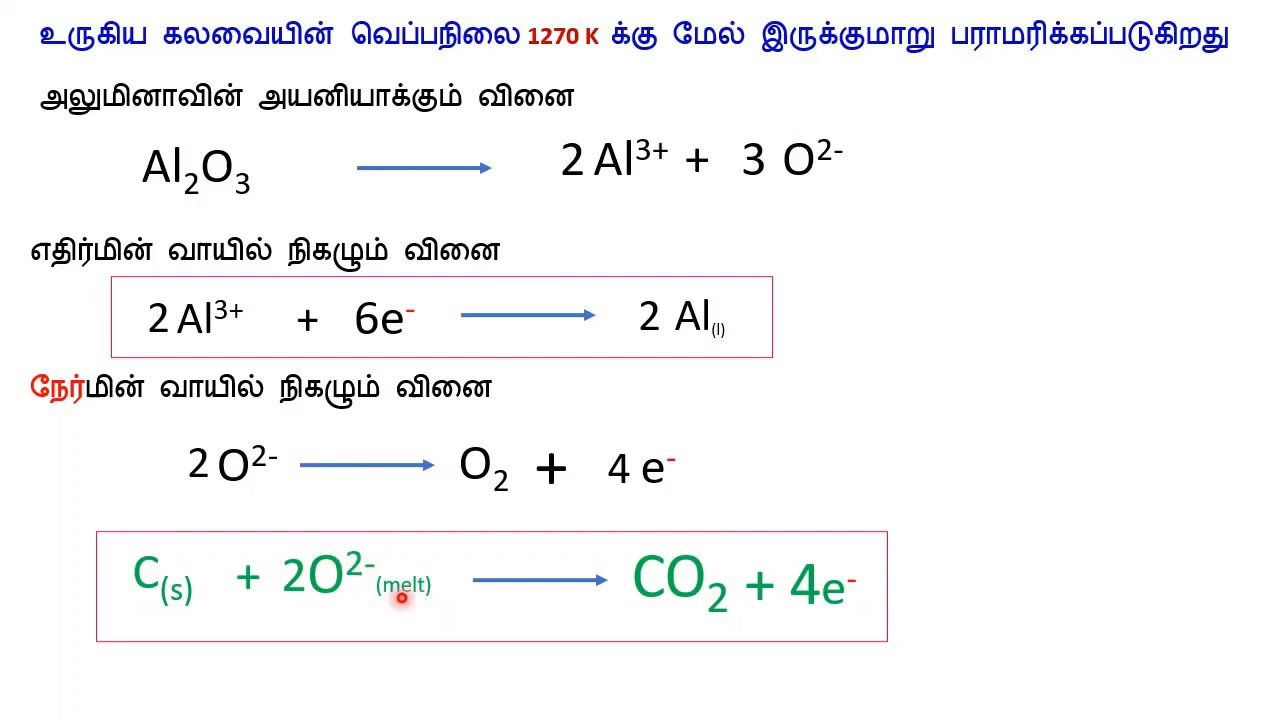 உருகிய கலவையின் வெப்பநிலை 1270 K க்கு மேல் இருக்குமாறு பராமரிக்கப்படுகிறது
அலுமினாவின் அயனியாக்கும் வினை
Al₂O₃ ⟶ 2 Al³⁺ + 3 O²⁻
எதிர்மின் வாயில் நிகழும் வினை
2 Al³⁺ + 6e⁻ ⟶ 2 Al₍l₎
நேர்மின் வாயில் நிகழும் வினை
2 O²⁻ ⟶ O₂ + 4 e⁻
C₍s₎ + 2O²⁻(melt) ⟶ CO₂ + 4e⁻